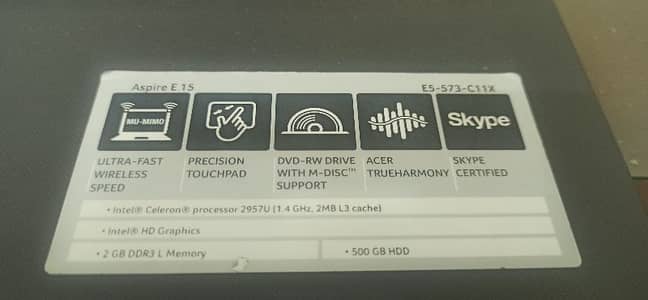 Aspire E 15 E5-573-C11X
MU-MIMO Skype
ULTRA-FAST WIRELESS SPEED
PRECISION TOUCHPAD
DVD-RW DRIVE WITH M-DISC™ SUPPORT
ACER TRUEHARMONY
SKYPE CERTIFIED
• Intel® Celeron® processor 2957U (1.4 GHz, 2MB L3 cache)
• Intel® HD Graphics
• 2 GB DDR3 L Memory • 500 GB HDD